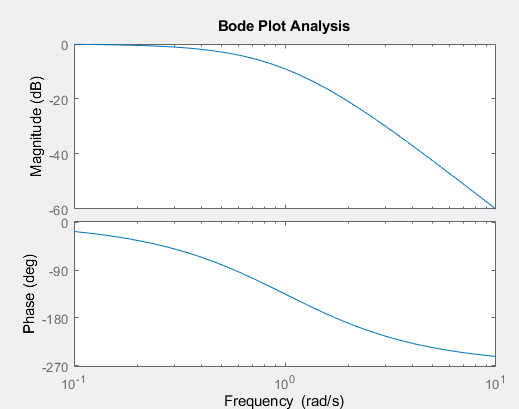 Bode Plot Analysis
Magnitude (dB)
0
-20
-40
-60
Phase (deg)
0
-90
-180
-270
10^-1
10^0
10^1
Frequency (rad/s)